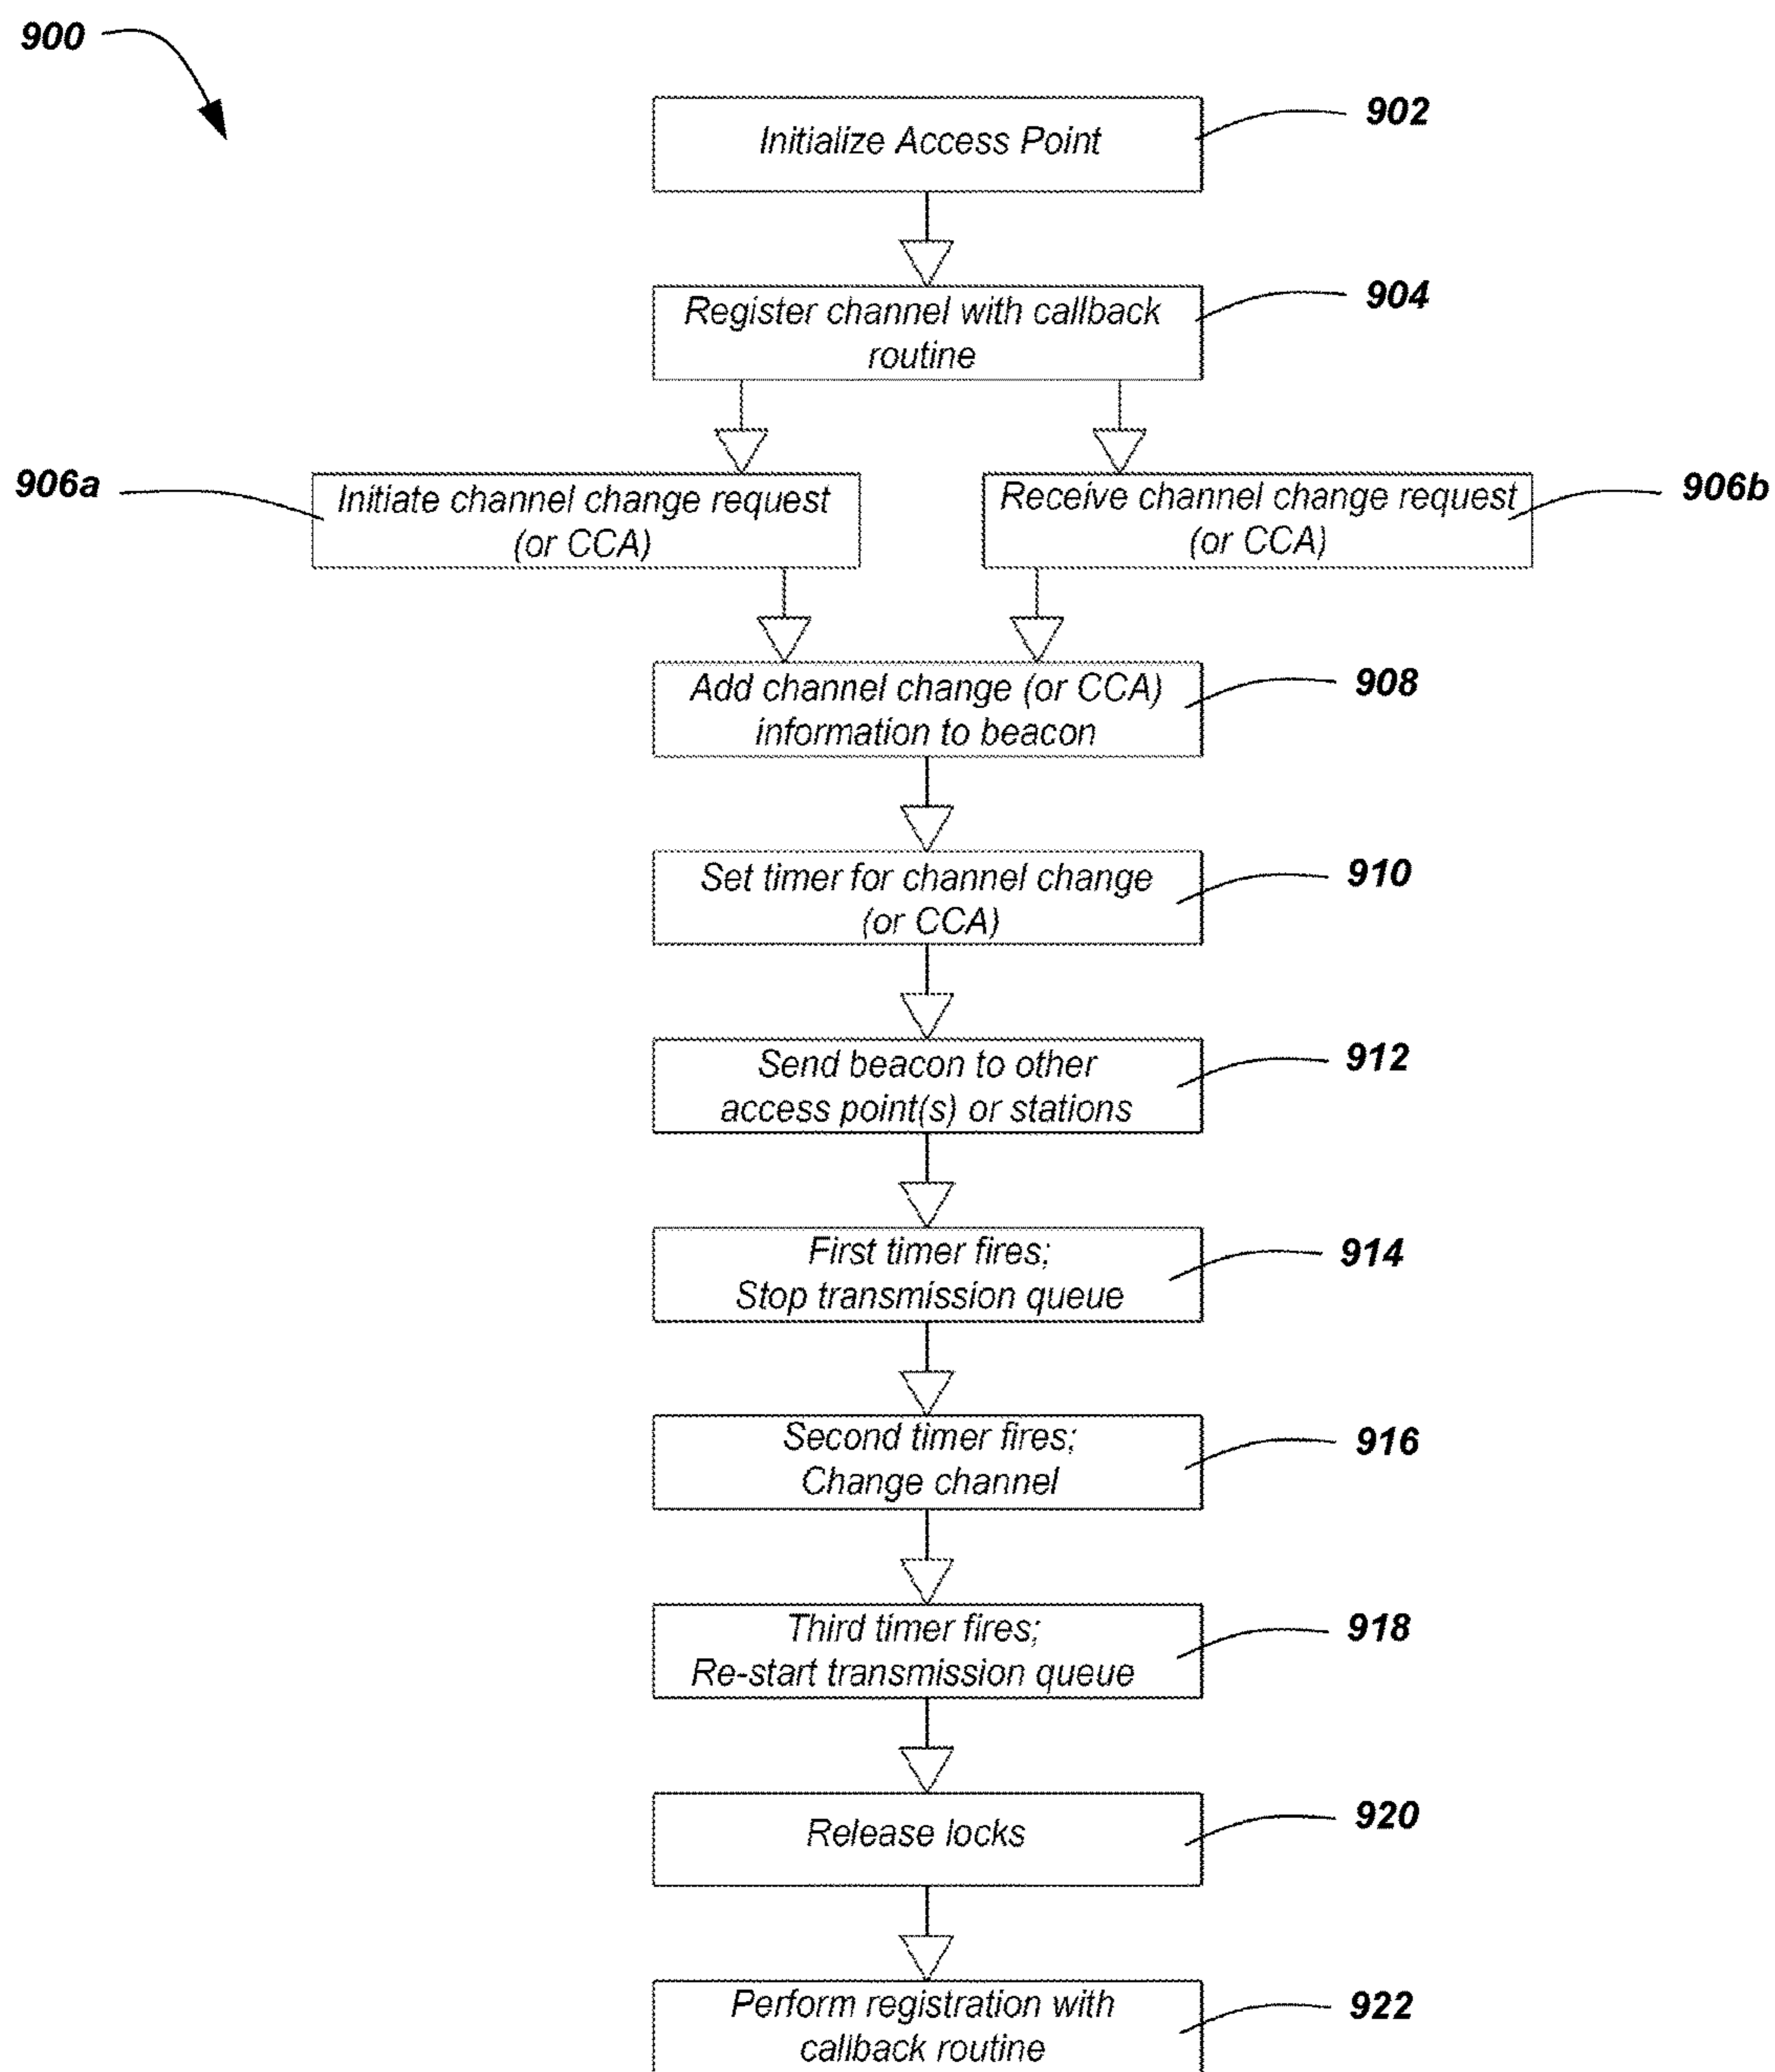 900
Initialize Access Point
902
Register channel with callback
routine
904
906a
Initiate channel change request
(or CCA)
Receive channel change request
(or CCA)
906b
Add channel change (or CCA)
information to beacon
908
Set timer for channel change
(or CCA)
910
Send beacon to other
access point(s) or stations
912
First timer fires;
Stop transmission queue
914
Second timer fires;
Change channel
916
Third timer fires;
Re-start transmission queue
918
Release locks
920
Perform registration with
callback routine
922